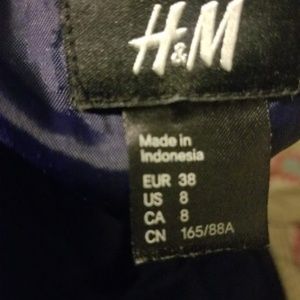 H&M
Made in
Indonesia
EUR 38
US 8
CA 8
CN 165/88A